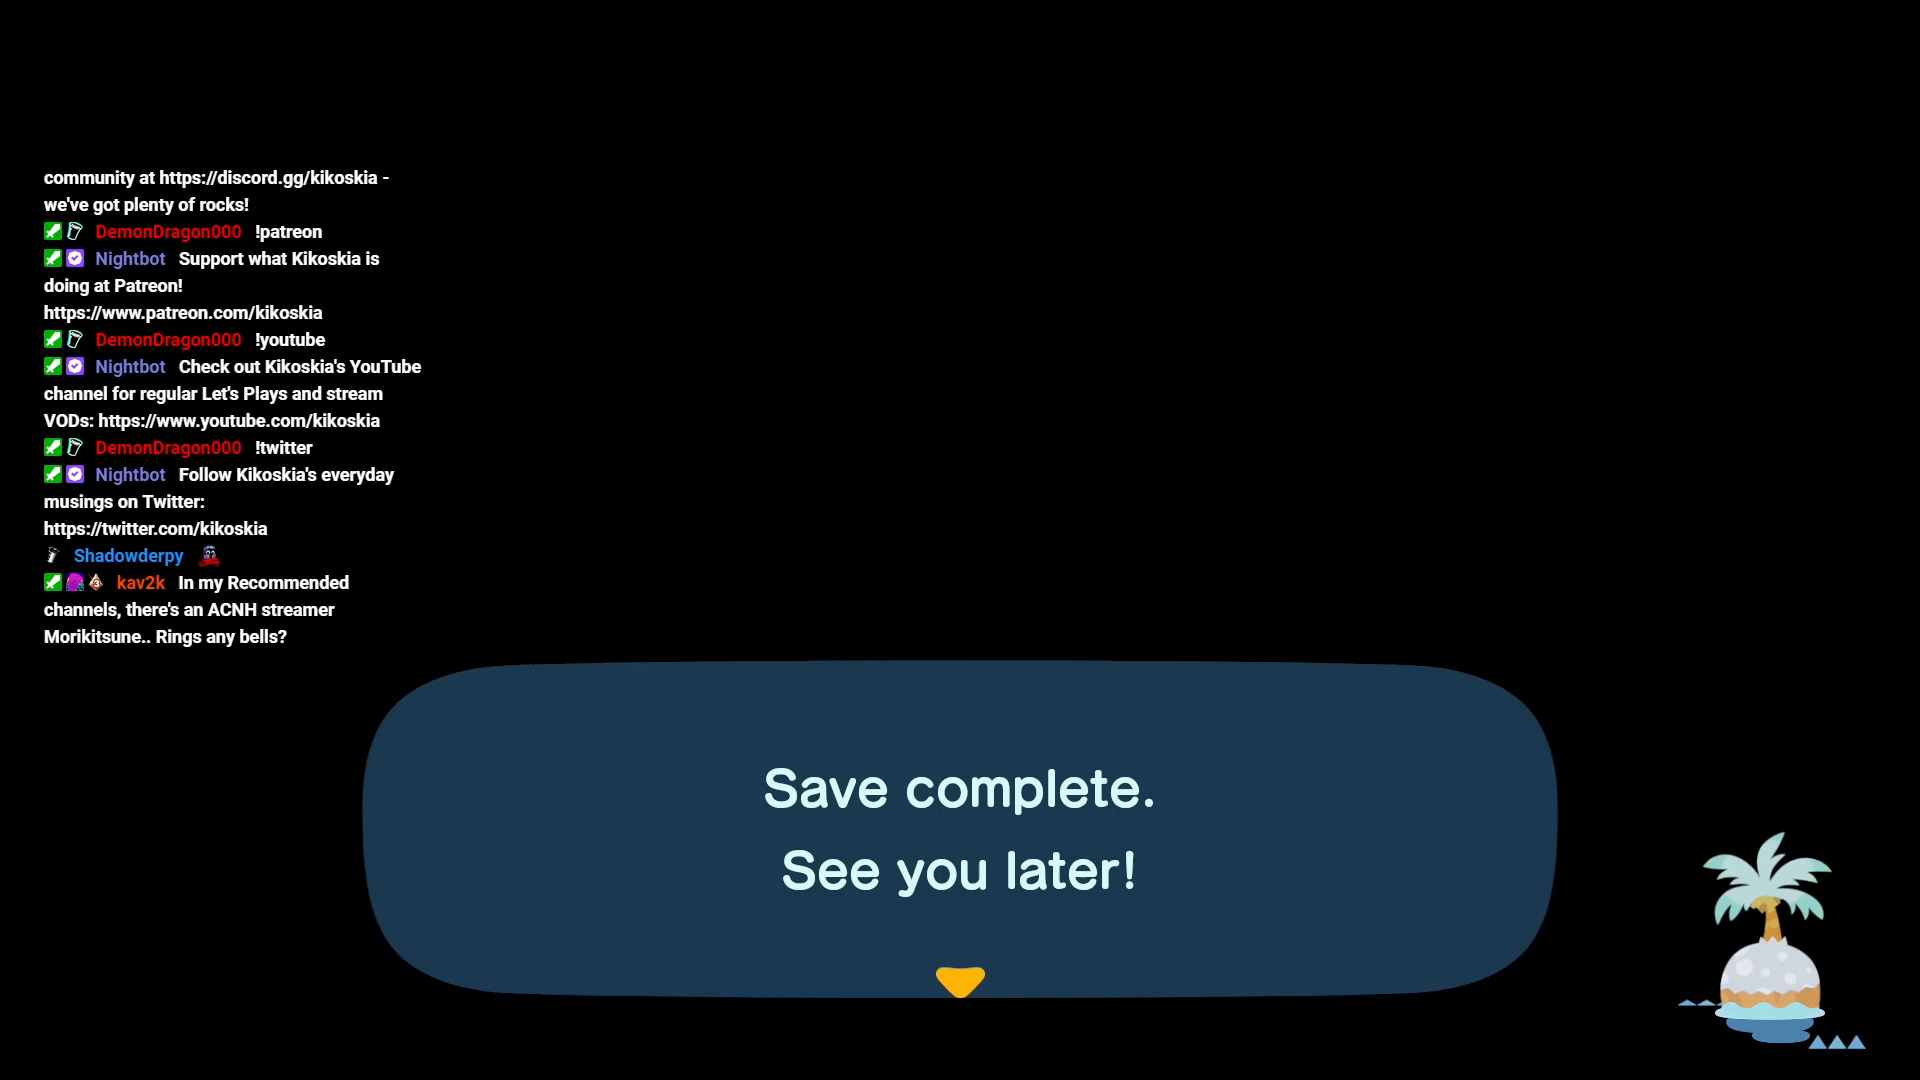 community at https://discord.gg/kikoskia -
we've got plenty of rocks!
DemonDragon000 !patreon
Nightbot Support what Kikoskia is
doing at Patreon!
https://www.patreon.com/kikoskia
DemonDragon000 !youtube
Nightbot Check out Kikoskia's YouTube
channel for regular Let's Plays and stream
VODs: https://www.youtube.com/kikoskia
DemonDragon000 !twitter
Nightbot Follow Kikoskia's everyday
musings on Twitter:
https://twitter.com/kikoskia
Shadowderpy
3 kav2k In my Recommended
channels, there's an ACNH streamer
Morikitsune.. Rings any bells?
Save complete.
See you later!